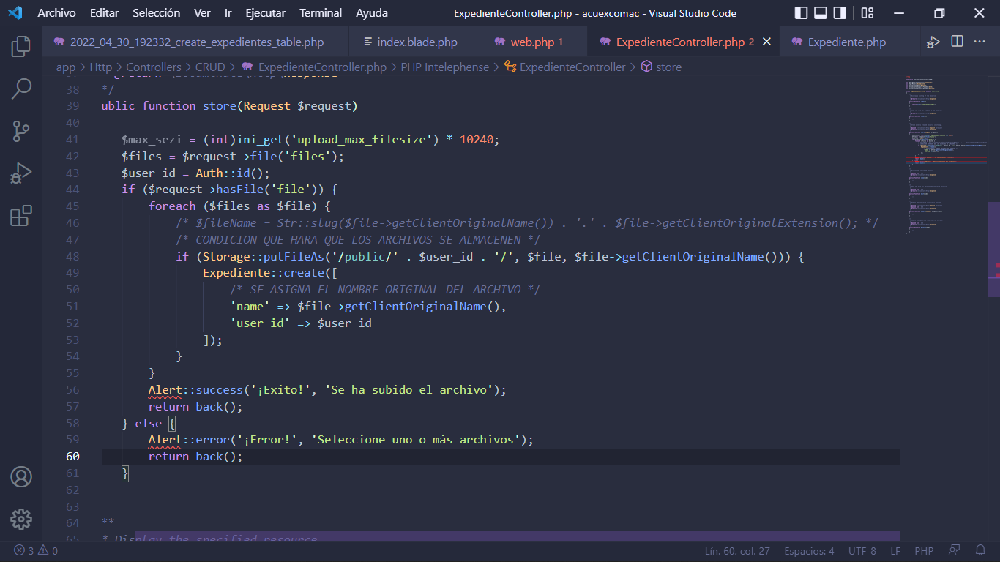 Archivo Editar Selección Ver Ir Ejecutar Terminal Ayuda ExpedienteController.php - acuexcomac - Visual Studio Code
2022_04_30_192332_create_expedientes_table.php index.blade.php web.php 1 ExpedienteController.php 2 Expediente.php
app > Http > Controllers > CRUD > ExpedienteController.php > PHP Intelephense > ExpedienteController > store
38 */
39 ublic function store(Request $request)
40
41 $max_sezi = (int)ini_get('upload_max_filesize') * 10240;
42 $files = $request->file('files');
43 $user_id = Auth::id();
44 if ($request->hasFile('file')) {
45 foreach ($files as $file) {
46 /* $fileName = Str::slug($file->getClientOriginalName()) . '.' . $file->getClientOriginalExtension(); */
47 /* CONDICION QUE HARA QUE LOS ARCHIVOS SE ALMACENEN */
48 if (Storage::putFileAs('/public/' . $user_id . '/', $file, $file->getClientOriginalName())) {
49 Expediente::create([
50 /* SE ASIGNA EL NOMBRE ORIGINAL DEL ARCHIVO */
51 'name' => $file->getClientOriginalName(),
52 'user_id' => $user_id
53 ]);
54 }
55 }
56 Alert::success('¡Exito!', 'Se ha subido el archivo');
57 return back();
58 } else {
59 Alert::error('¡Error!', 'Seleccione uno o más archivos');
60 return back();
61 }
62
63
64 **
65 * Display the specified resource
3 0 Lín. 60, col. 27 Espacios: 4 UTF-8 LF PHP